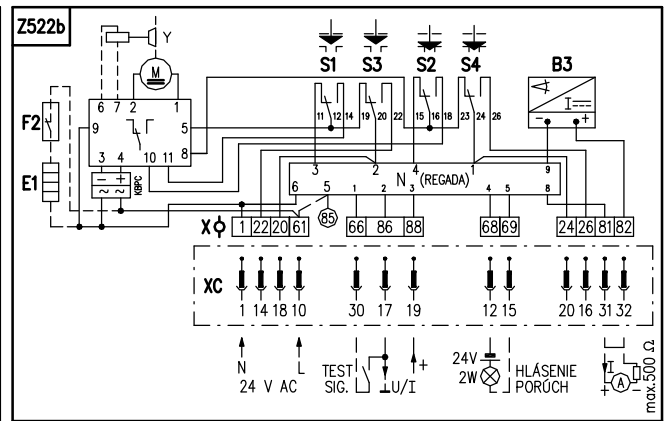 Z522b
Y
S1 S3 S2 S4 B3
M
6 7 2 1
F2
9 5
11 12 14 19 20 22 15 16 18 23 24 26
I
- +
8
3 4 10 11
E1
- +
~ ~
KBPC
3 2 4 1 9
N (REGADA)
6 5 1 2 3 4 5 8
85
X
1 22 20 61 66 86 88 68 69 24 26 81 82
XC
1 14 18 10 30 17 19 12 15 20 16 31 32
N L
24 V AC
TEST
SIG.
U/I
+
24V
2W
HLÁSENIE
PORÚCH
I
A
+ -
max.500 Ω